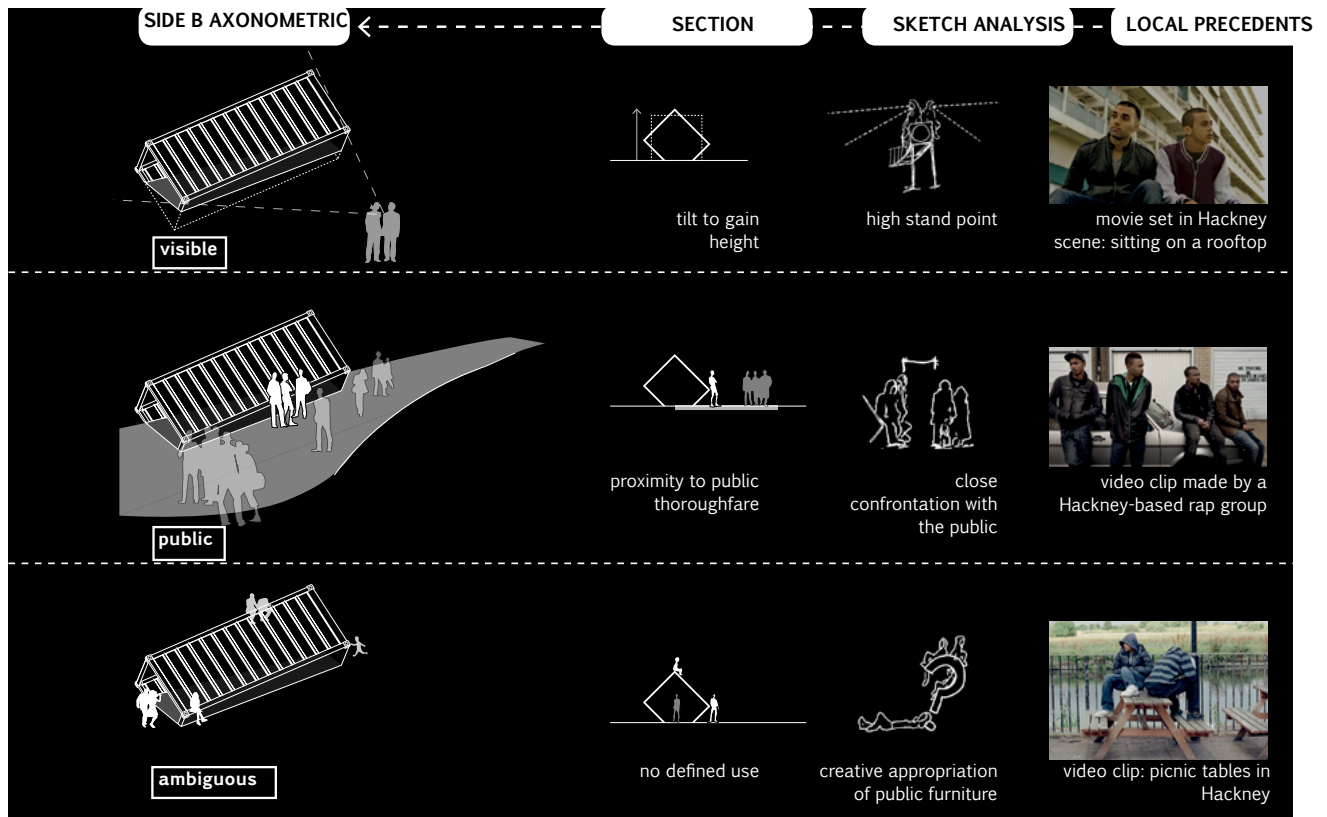 SIDE B AXONOMETRIC
SECTION
SKETCH ANALYSIS
LOCAL PRECEDENTS
visible
tilt to gain
height
high stand point
movie set in Hackney
scene: sitting on a rooftop
public
proximity to public
thoroughfare
close
confrontation with
the public
video clip made by a
Hackney-based rap group
ambiguous
no defined use
creative appropriation
of public furniture
video clip: picnic tables in
Hackney